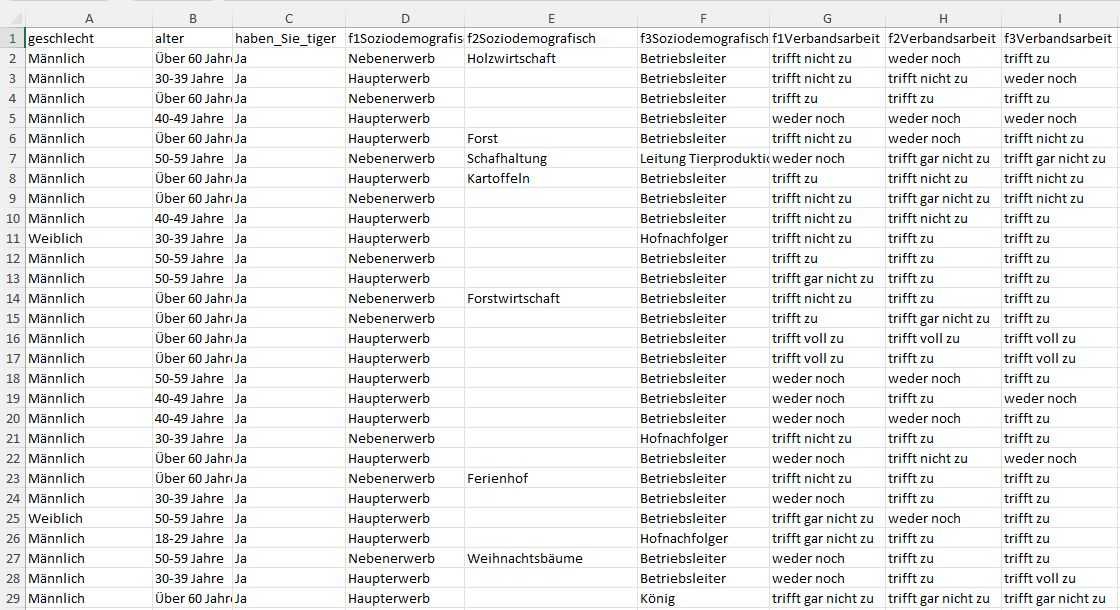 A B C D E F G H I
1 geschlecht alter haben_Sie_tiger f1Soziodemografis f2Soziodemografisch f3Soziodemografisch f1Verbandsarbeit f2Verbandsarbeit f3Verbandsarbeit
2 Männlich Über 60 Jahre Ja Nebenerwerb Holzwirtschaft Betriebsleiter trifft nicht zu weder noch trifft zu
3 Männlich 30-39 Jahre Ja Haupterwerb Betriebsleiter trifft nicht zu trifft nicht zu weder noch
4 Männlich Über 60 Jahre Ja Nebenerwerb Betriebsleiter trifft zu trifft zu trifft zu
5 Männlich 40-49 Jahre Ja Haupterwerb Betriebsleiter weder noch weder noch weder noch
6 Männlich Über 60 Jahre Ja Haupterwerb Forst Betriebsleiter trifft nicht zu weder noch trifft nicht zu
7 Männlich 50-59 Jahre Ja Nebenerwerb Schafhaltung Leitung Tierproduktio weder noch trifft gar nicht zu trifft gar nicht zu
8 Männlich Über 60 Jahre Ja Haupterwerb Kartoffeln Betriebsleiter trifft zu trifft nicht zu trifft nicht zu
9 Männlich Über 60 Jahre Ja Nebenerwerb Betriebsleiter trifft nicht zu trifft gar nicht zu trifft nicht zu
10 Männlich 40-49 Jahre Ja Haupterwerb Betriebsleiter trifft nicht zu trifft nicht zu trifft zu
11 Weiblich 30-39 Jahre Ja Haupterwerb Hofnachfolger trifft nicht zu trifft zu trifft zu
12 Männlich 50-59 Jahre Ja Nebenerwerb Betriebsleiter trifft zu trifft zu trifft zu
13 Männlich 50-59 Jahre Ja Haupterwerb Betriebsleiter trifft gar nicht zu trifft zu trifft zu
14 Männlich Über 60 Jahre Ja Nebenerwerb Forstwirtschaft Betriebsleiter trifft nicht zu trifft zu trifft zu
15 Männlich Über 60 Jahre Ja Nebenerwerb Betriebsleiter trifft zu trifft gar nicht zu trifft zu
16 Männlich Über 60 Jahre Ja Haupterwerb Betriebsleiter trifft voll zu trifft voll zu trifft voll zu
17 Männlich Über 60 Jahre Ja Haupterwerb Betriebsleiter trifft voll zu trifft zu trifft voll zu
18 Männlich 50-59 Jahre Ja Haupterwerb Betriebsleiter weder noch weder noch trifft zu
19 Männlich 40-49 Jahre Ja Haupterwerb Betriebsleiter weder noch trifft zu weder noch
20 Männlich 40-49 Jahre Ja Haupterwerb Betriebsleiter weder noch weder noch trifft zu
21 Männlich 30-39 Jahre Ja Nebenerwerb Hofnachfolger trifft nicht zu trifft zu trifft zu
22 Männlich Über 60 Jahre Ja Haupterwerb Betriebsleiter weder noch trifft nicht zu weder noch
23 Männlich Über 60 Jahre Ja Nebenerwerb Ferienhof Betriebsleiter trifft nicht zu trifft zu trifft zu
24 Männlich 30-39 Jahre Ja Haupterwerb Betriebsleiter weder noch trifft zu trifft zu
25 Weiblich 50-59 Jahre Ja Haupterwerb Betriebsleiter trifft gar nicht zu weder noch trifft zu
26 Männlich 18-29 Jahre Ja Haupterwerb Hofnachfolger trifft gar nicht zu trifft zu trifft zu
27 Männlich 50-59 Jahre Ja Nebenerwerb Weihnachtsbäume Betriebsleiter weder noch trifft zu trifft zu
28 Männlich 30-39 Jahre Ja Haupterwerb Betriebsleiter weder noch trifft zu trifft voll zu
29 Männlich Über 60 Jahre Ja Haupterwerb König trifft gar nicht zu trifft gar nicht zu trifft gar nicht zu